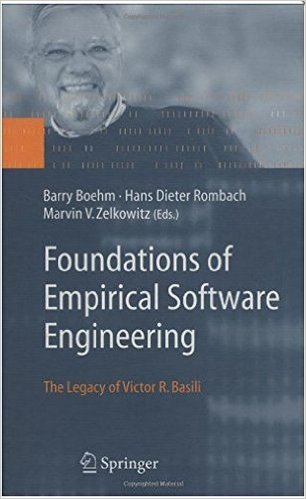 Barry Boehm · Hans Dieter Rombach
Marvin V. Zelkowitz (Eds.)
Foundations of
Empirical Software
Engineering
The Legacy of Victor R. Basili
Springer